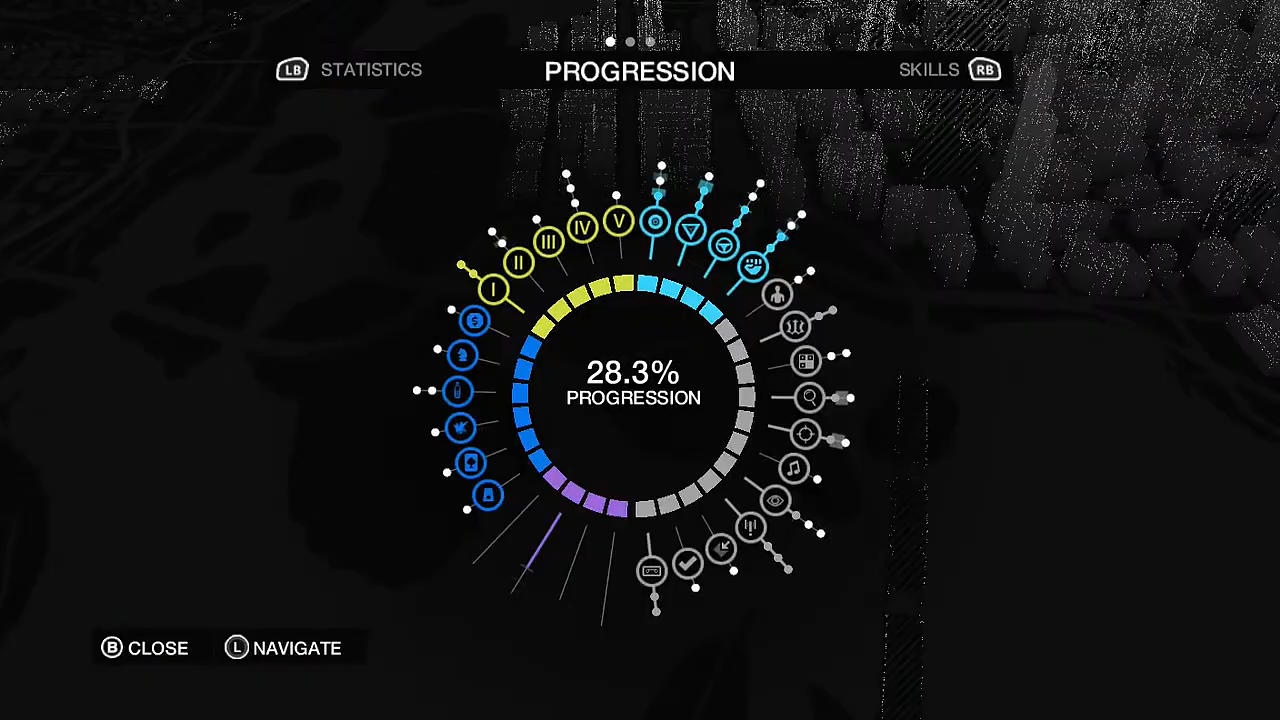 LB STATISTICS
PROGRESSION
SKILLS RB
I
II
III
IV
V
28.3%
PROGRESSION
B CLOSE
L NAVIGATE